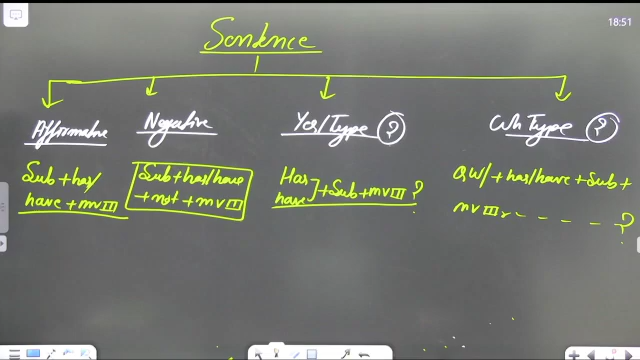 18:51
Sentence
Affirmative Negative Yes/Type ? Wh Type ?
Sub + has/
have + mv III
Sub + has/have
+ not + mv III
Has
have ] + Sub + mv III ?
QW/ + has/have + Sub +
mv III, - - - - - ?